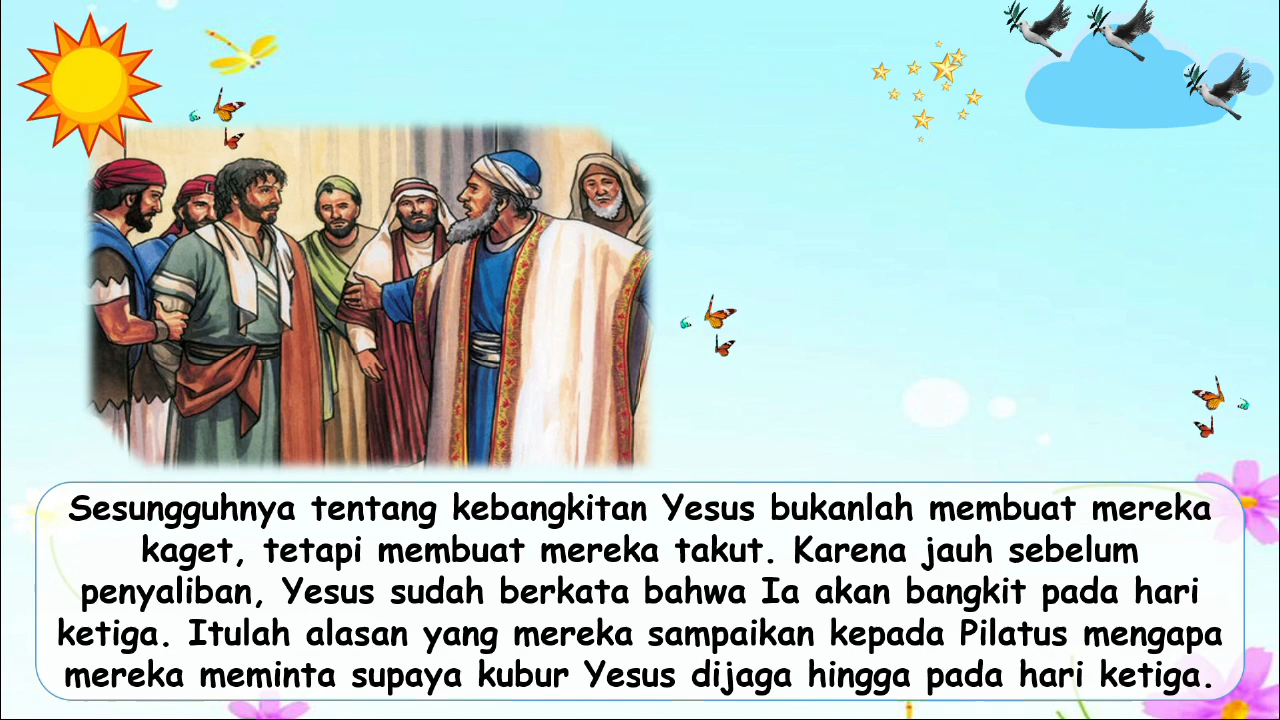 Sesungguhnya tentang kebangkitan Yesus bukanlah membuat mereka
kaget, tetapi membuat mereka takut. Karena jauh sebelum
penyaliban, Yesus sudah berkata bahwa Ia akan bangkit pada hari
ketiga. Itulah alasan yang mereka sampaikan kepada Pilatus mengapa
mereka meminta supaya kubur Yesus dijaga hingga pada hari ketiga.